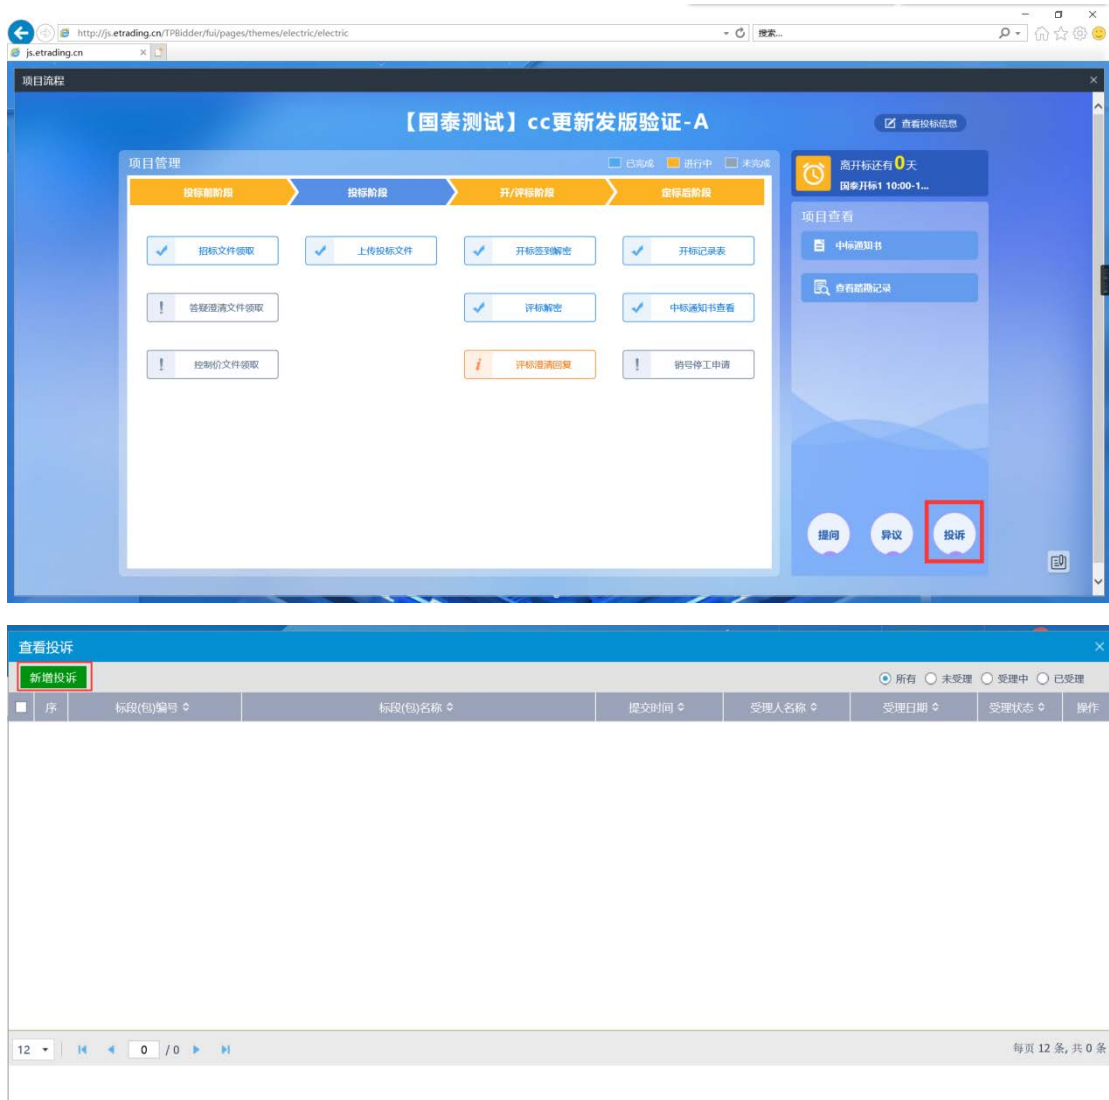 http://js.etrading.cn/TPBidder/fui/pages/themes/electric/electric
搜索...
js.etrading.cn
项目流程
【国泰测试】cc更新发版验证-A
查看投标信息
项目管理
已完成 进行中 未完成
投标前阶段 投标阶段 开/评标阶段 定标后阶段
离开标还有0天
国泰开标1 10:00-1...
招标文件领取 上传投标文件 开标签到解密 开标记录表
答疑澄清文件领取 评标解密 中标通知书查看
控制价文件领取 评标澄清回复 销号停工申请
项目查看
中标通知书
查看踏勘记录
提问 异议 投诉
查看投诉
新增投诉
所有 未受理 受理中 已受理
序 标段(包)编号 标段(包)名称 提交时间 受理人名称 受理日期 受理状态 操作
12 0 / 0 每页 12 条, 共 0 条